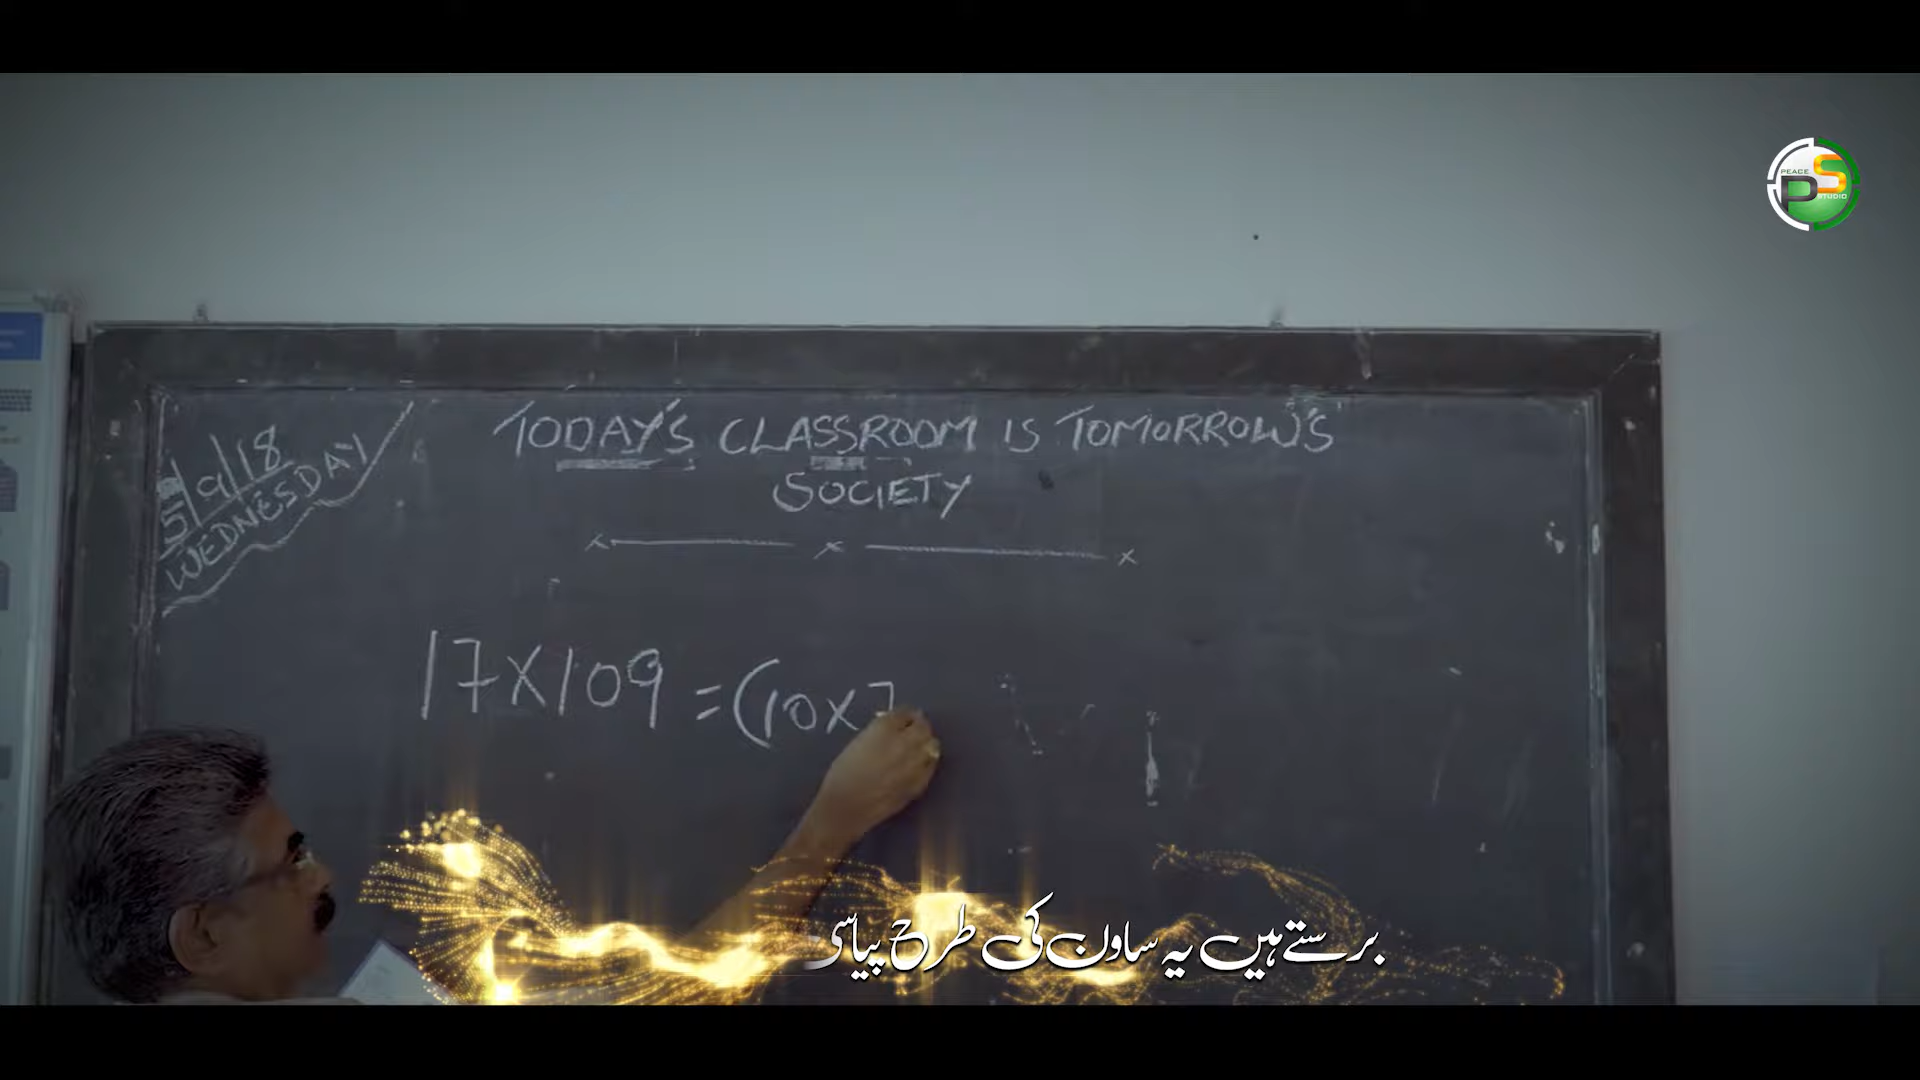 PEACE
PS
STUDIO
5/9/18
WEDNESDAY
TODAY'S CLASSROOM IS TOMORROW'S
SOCIETY
17X109=(10X7
برستے ہیں یہ ساون کی طرح پیاسی